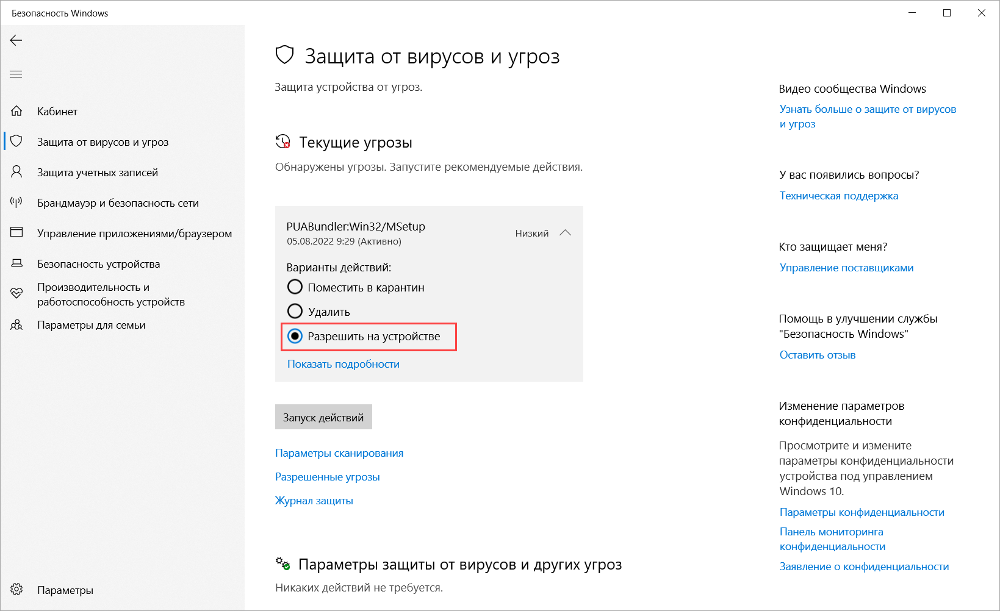 Безопасность Windows
Кабинет
Защита от вирусов и угроз
Защита учетных записей
Брандмауэр и безопасность сети
Управление приложениями/браузером
Безопасность устройства
Производительность и
работоспособность устройств
Параметры для семьи
Параметры
Защита от вирусов и угроз
Защита устройства от угроз.
Текущие угрозы
Обнаружены угрозы. Запустите рекомендуемые действия.
PUABundler:Win32/MSetup
05.08.2022 9:29 (Активно)
Низкий
Варианты действий:
Поместить в карантин
Удалить
Разрешить на устройстве
Показать подробности
Запуск действий
Параметры сканирования
Разрешенные угрозы
Журнал защиты
Параметры защиты от вирусов и других угроз
Никаких действий не требуется.
Видео сообщества Windows
Узнать больше о защите от вирусов
и угроз
У вас появились вопросы?
Техническая поддержка
Кто защищает меня?
Управление поставщиками
Помощь в улучшении службы
"Безопасность Windows"
Оставить отзыв
Изменение параметров
конфиденциальности
Просмотрите и измените
параметры конфиденциальности
устройства под управлением
Windows 10.
Параметры конфиденциальности
Панель мониторинга
конфиденциальности
Заявление о конфиденциальности